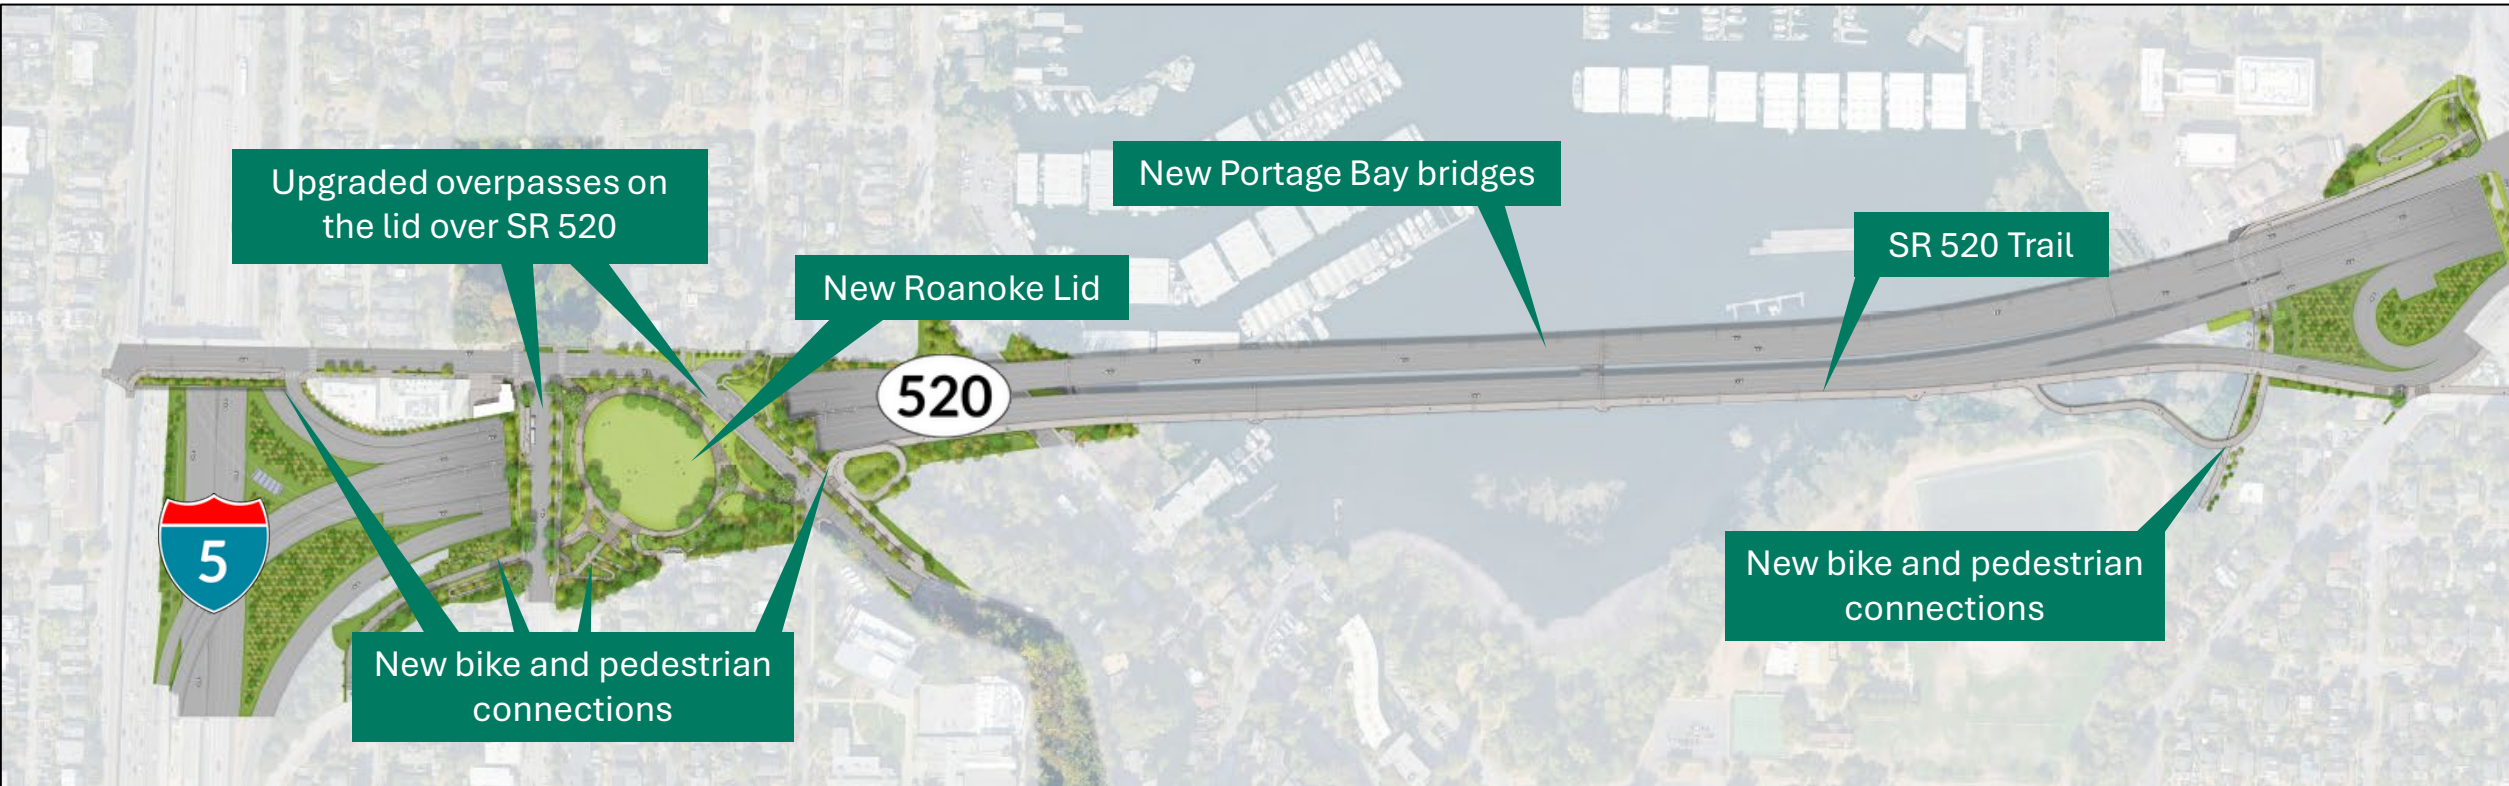 Upgraded overpasses on
the lid over SR 520
New Portage Bay bridges
SR 520 Trail
New Roanoke Lid
520
5
New bike and pedestrian
connections
New bike and pedestrian
connections